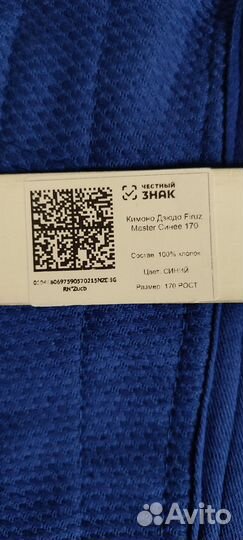 ЧЕСТНЫЙ
ЗНАК
Кимоно Дзюдо Firuz
Master Синее 170
Состав: 100% хлопок
Цвет: СИНИЙ
Размер: 170 РОСТ
Avito